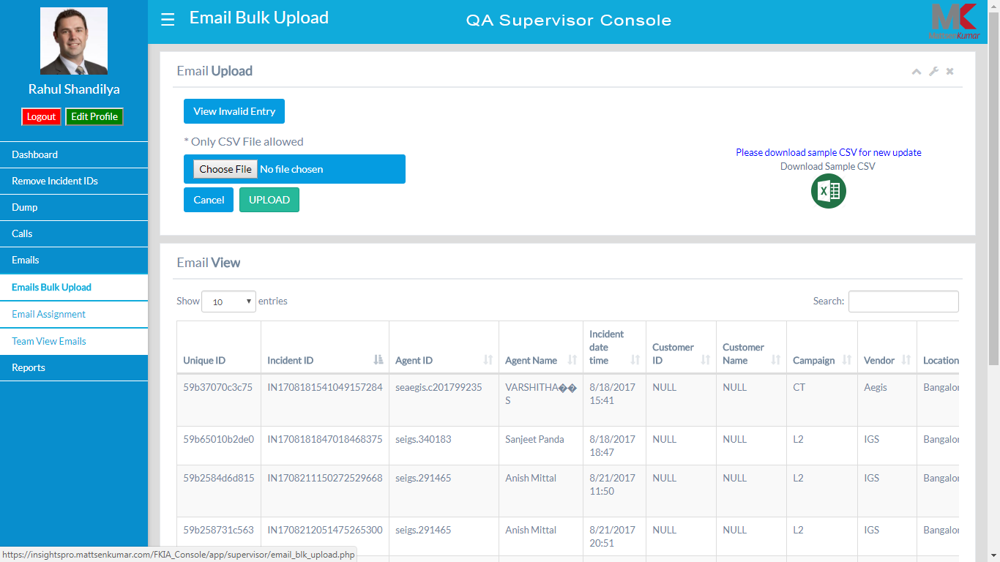 Email Bulk Upload
QA Supervisor Console
MK
MattsenKumar
Rahul Shandilya
Logout
Edit Profile
Dashboard
Remove Incident IDs
Dump
Calls
Emails
Emails Bulk Upload
Email Assignment
Team View Emails
Reports
Email Upload
View Invalid Entry
* Only CSV File allowed
Choose File No file chosen
Cancel
UPLOAD
Please download sample CSV for new update
Download Sample CSV
X
Email View
Show 10 entries
Search:
Unique ID
Incident ID
Agent ID
Agent Name
Incident
date
time
Customer
ID
Customer
Name
Campaign
Vendor
Location
59b37070c3c75
IN1708181541049157284
seaegis.c201799235
VARSHITHA��
S
8/18/2017
15:41
NULL
NULL
CT
Aegis
Bangalor
59b65010b2de0
IN1708181847018468375
seigs.340183
Sanjeet Panda
8/18/2017
18:47
NULL
NULL
L2
IGS
Bangalor
59b2584d6d815
IN1708211150272529668
seigs.291465
Anish Mittal
8/21/2017
11:50
NULL
NULL
L2
IGS
Bangalor
59b258731c563
IN1708212051475265300
seigs.291465
Anish Mittal
8/21/2017
20:51
NULL
NULL
L2
IGS
Bangalor
https://insightspro.mattsenkumar.com/FKIA_Console/app/supervisor/email_blk_upload.php